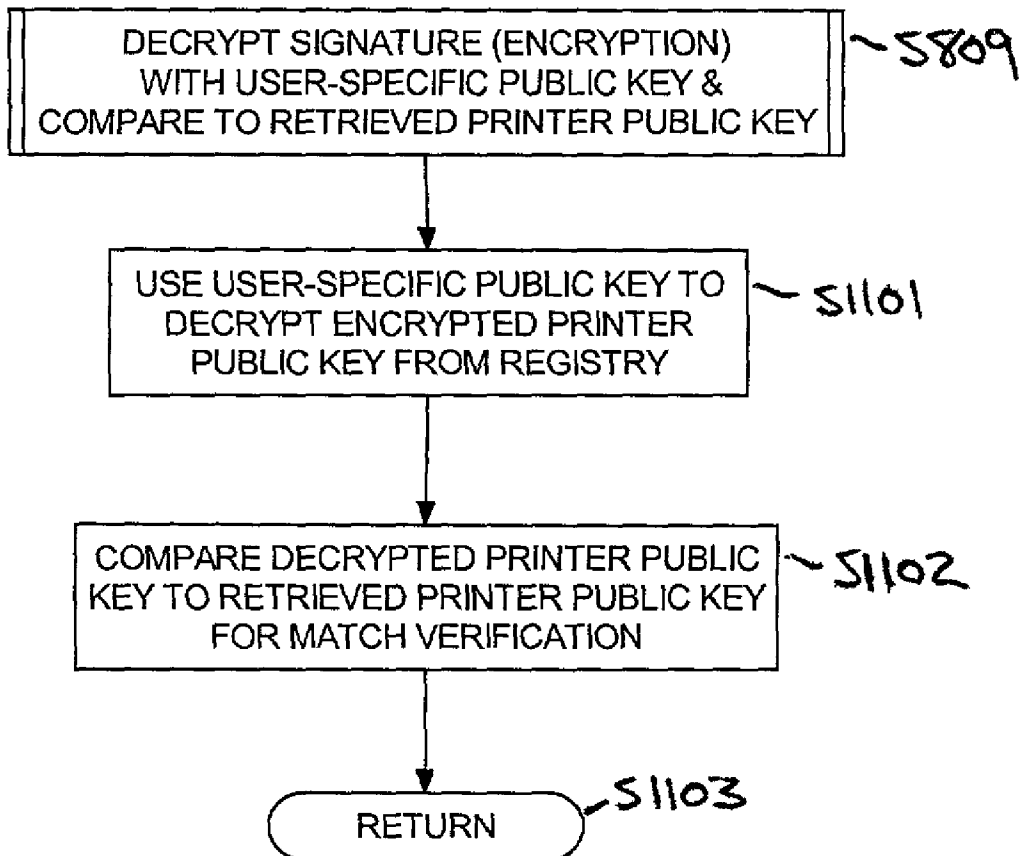 DECRYPT SIGNATURE (ENCRYPTION)
WITH USER-SPECIFIC PUBLIC KEY &
COMPARE TO RETRIEVED PRINTER PUBLIC KEY
S809
USE USER-SPECIFIC PUBLIC KEY TO
DECRYPT ENCRYPTED PRINTER
PUBLIC KEY FROM REGISTRY
S1101
COMPARE DECRYPTED PRINTER PUBLIC
KEY TO RETRIEVED PRINTER PUBLIC KEY
FOR MATCH VERIFICATION
S1102
RETURN
S1103